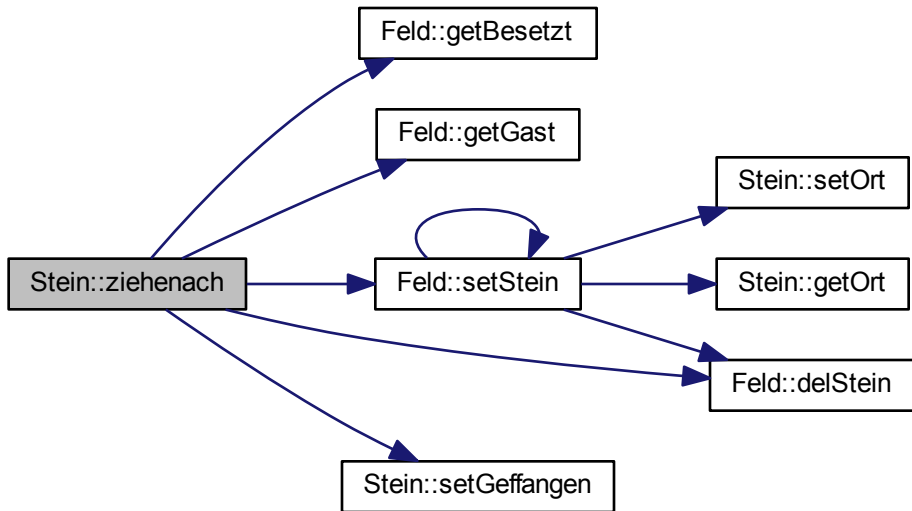 Feld::getBesetzt
Feld::getGast
Stein::setOrt
Stein::ziehenach
Feld::setStein
Stein::getOrt
Feld::delStein
Stein::setGeffangen